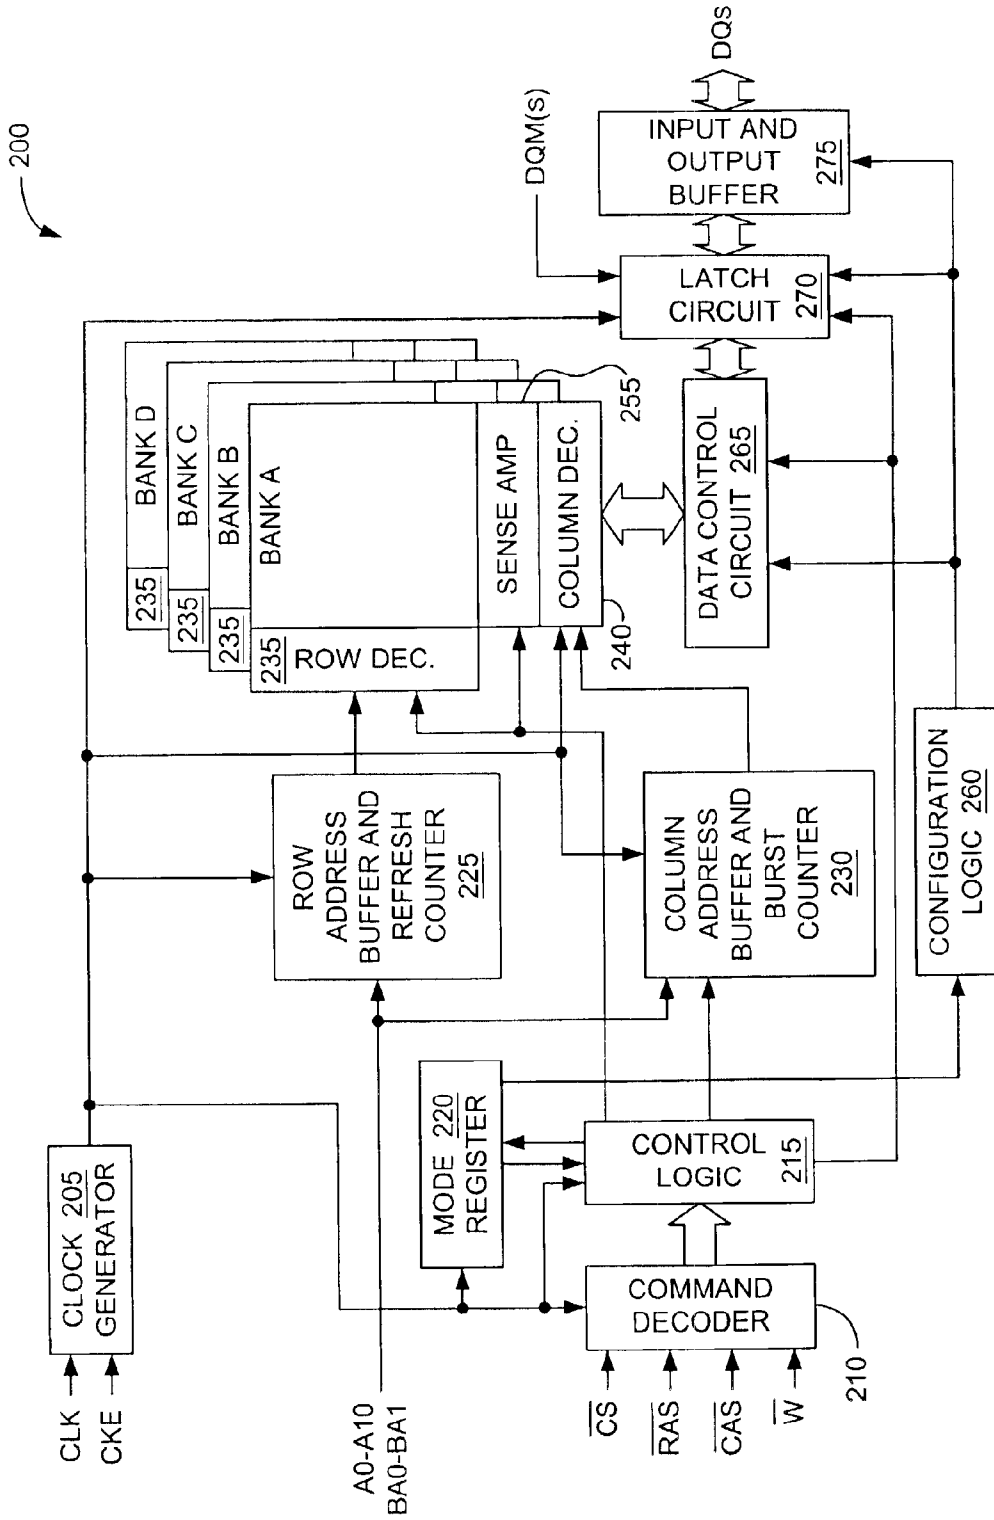 200
CLK
CKE
CLOCK 205
GENERATOR
A0-A10
BA0-BA1
CS
RAS
CAS
W
COMMAND
DECODER
210
MODE 220
REGISTER
CONTROL
LOGIC
215
ROW
ADDRESS
BUFFER AND
REFRESH
COUNTER
225
COLUMN
ADDRESS
BUFFER AND
BURST
COUNTER
230
CONFIGURATION
LOGIC 260
235
BANK D
235
BANK C
235
BANK B
235
ROW DEC.
BANK A
SENSE AMP
COLUMN DEC.
240
255
DATA CONTROL
CIRCUIT 265
LATCH
CIRCUIT
270
DQM(s)
INPUT AND
OUTPUT
BUFFER
275
DQs